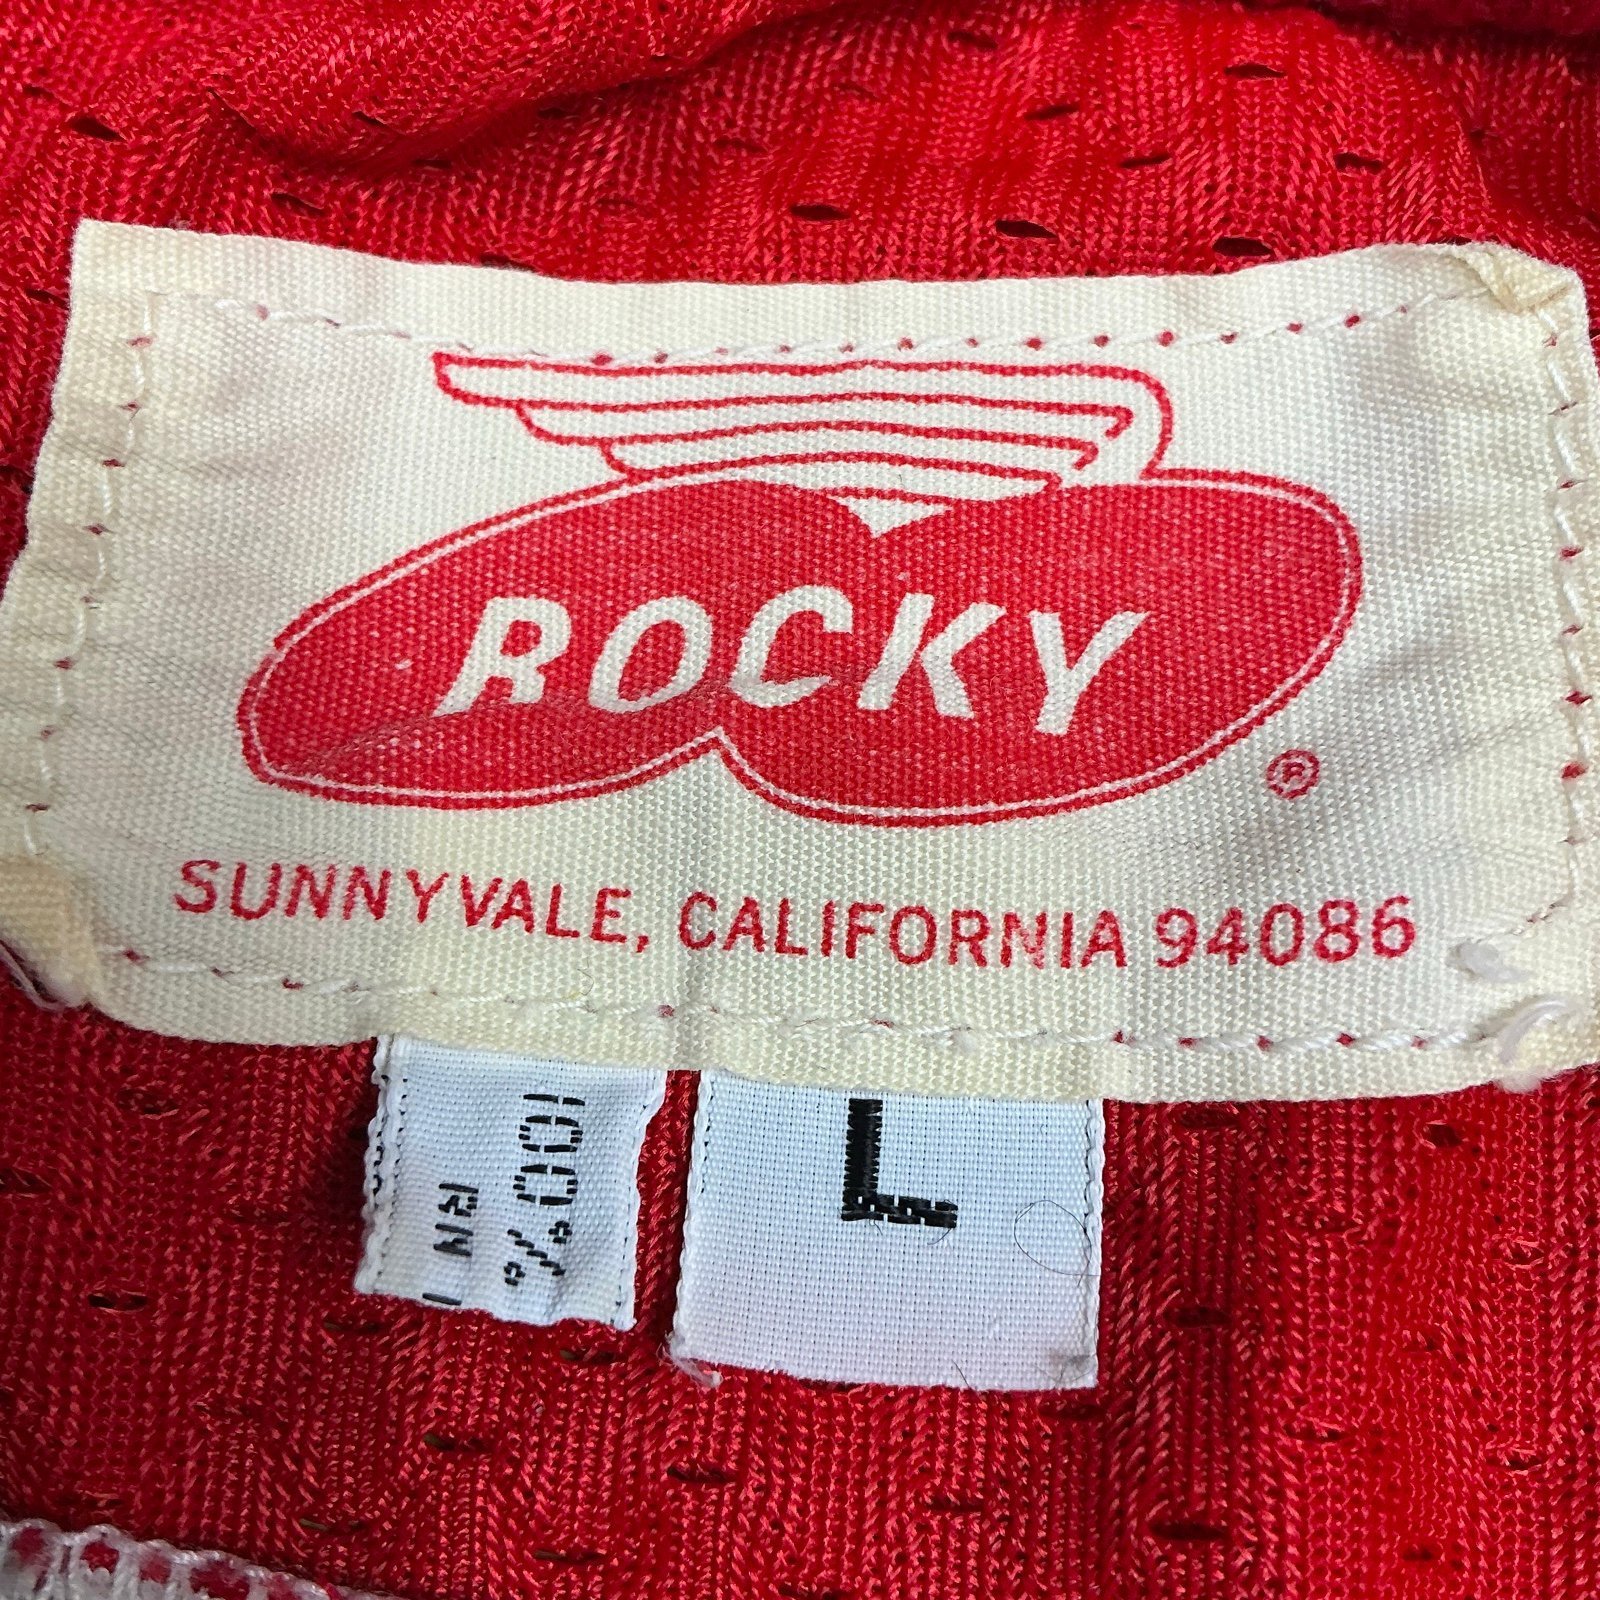 ROCKY
®
SUNNYVALE, CALIFORNIA 94086
100%
L